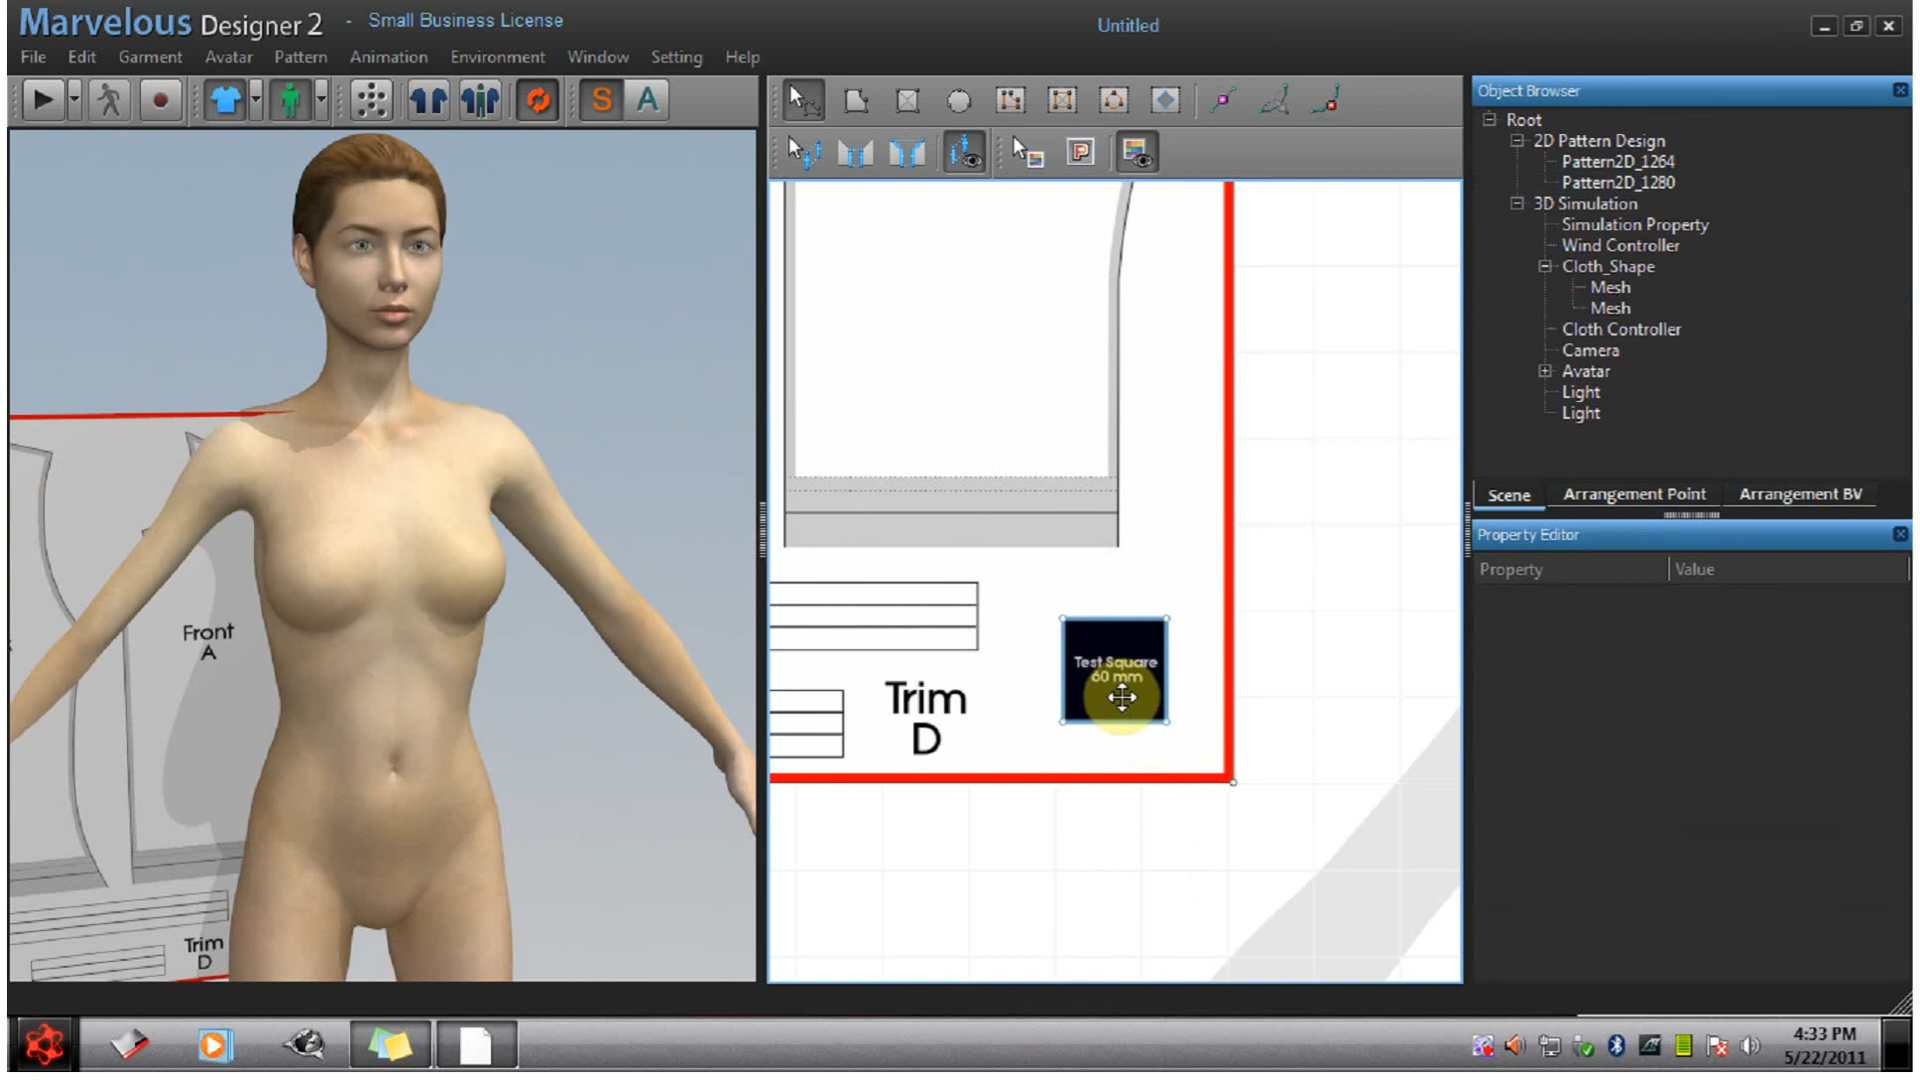 Marvelous Designer 2 - Small Business License
Untitled
File Edit Garment Avatar Pattern Animation Environment Window Setting Help
S A
P
Object Browser
Root
2D Pattern Design
Pattern2D_1264
Pattern2D_1280
3D Simulation
Simulation Property
Wind Controller
Cloth_Shape
Mesh
Mesh
Cloth Controller
Camera
Avatar
Light
Light
Scene Arrangement Point Arrangement BV
Property Editor
Property Value
Front
A
Trim
D
Test Square
60 mm
Trim
D
4:33 PM
5/22/2011